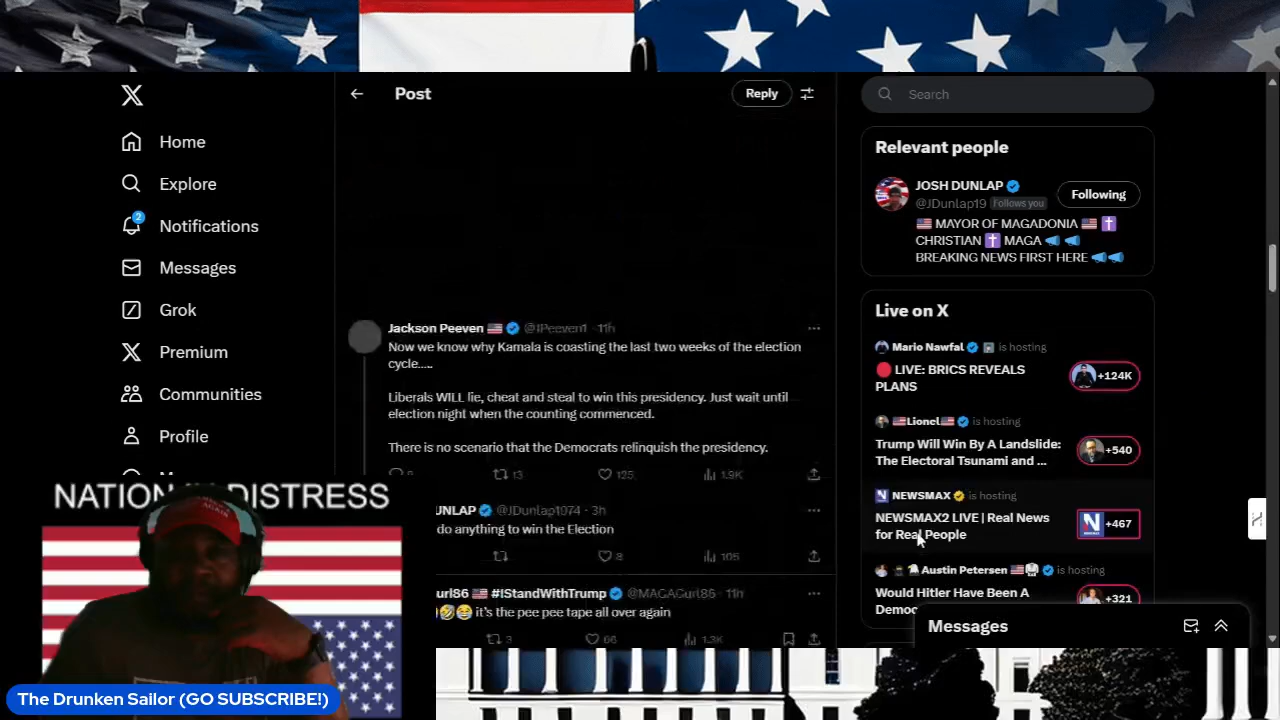 Post
Reply
Search
Home
Explore
2
Notifications
Messages
Grok
Premium
Communities
Profile
Jackson Peeven @IPeeven1 · 11h
Now we know why Kamala is coasting the last two weeks of the election
cycle.....
Liberals WILL lie, cheat and steal to win this presidency. Just wait until
election night when the counting commenced.
There is no scenario that the Democrats relinquish the presidency.
13
125
1.9K
UNLAP @JDunlap1974 · 3h
do anything to win the Election
8
105
url86 #IStandWithTrump @MAGAGurl86 · 11h
it's the pee pee tape all over again
3
66
1.3K
Relevant people
JOSH DUNLAP
Following
@JDunlap19 Follows you
MAYOR OF MAGADONIA
CHRISTIAN MAGA
BREAKING NEWS FIRST HERE
Live on X
Mario Nawfal is hosting
LIVE: BRICS REVEALS
PLANS
+124K
Lionel is hosting
Trump Will Win By A Landslide:
The Electoral Tsunami and ...
+540
NEWSMAX is hosting
NEWSMAX2 LIVE | Real News
for Real People
+467
Austin Petersen is hosting
Would Hitler Have Been A
Democ
+321
Messages
DISTRESS
The Drunken Sailor (GO SUBSCRIBE!)